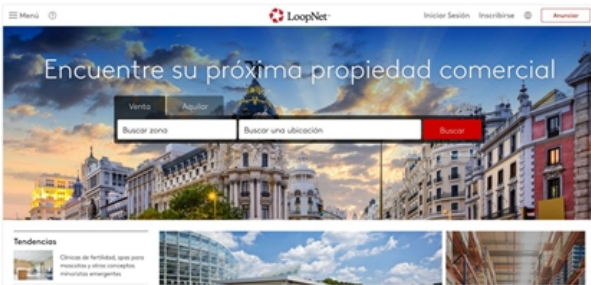 Menú
LoopNet
Iniciar Sesión Inscribirse Anunciar
Encuentre su próxima propiedad comercial
Venta Aquilar
Buscar zona Buscar una ubicación Buscar
Tendencias
Clínicas de fertilidad, spas para
mascotas y otros conceptos
minoristas emergentes